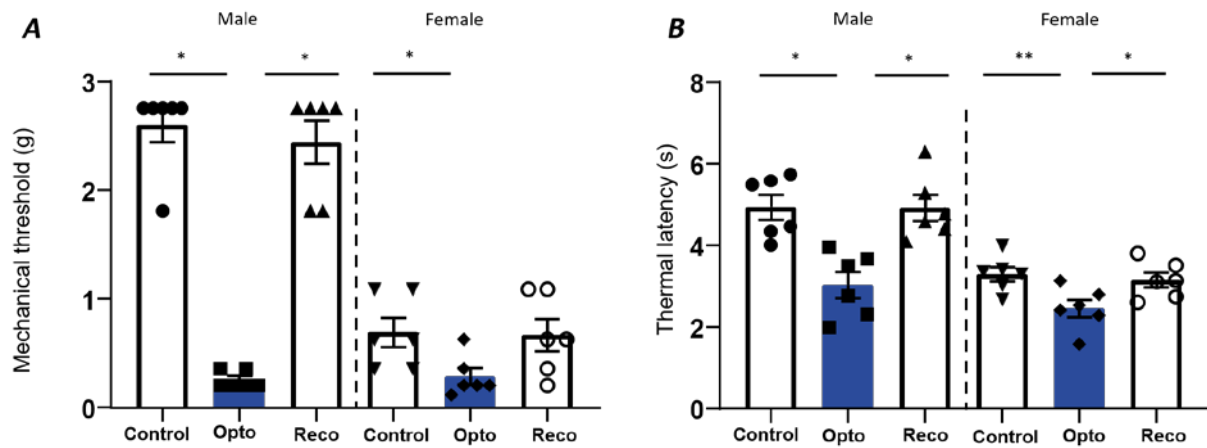 A
Male
Female
*
*
*
Mechanical threshold (g)
3
2
1
0
Control
Opto
Reco
Control
Opto
Reco
B
Male
Female
*
*
**
*
Thermal latency (s)
8
6
4
2
0
Control
Opto
Reco
Control
Opto
Reco